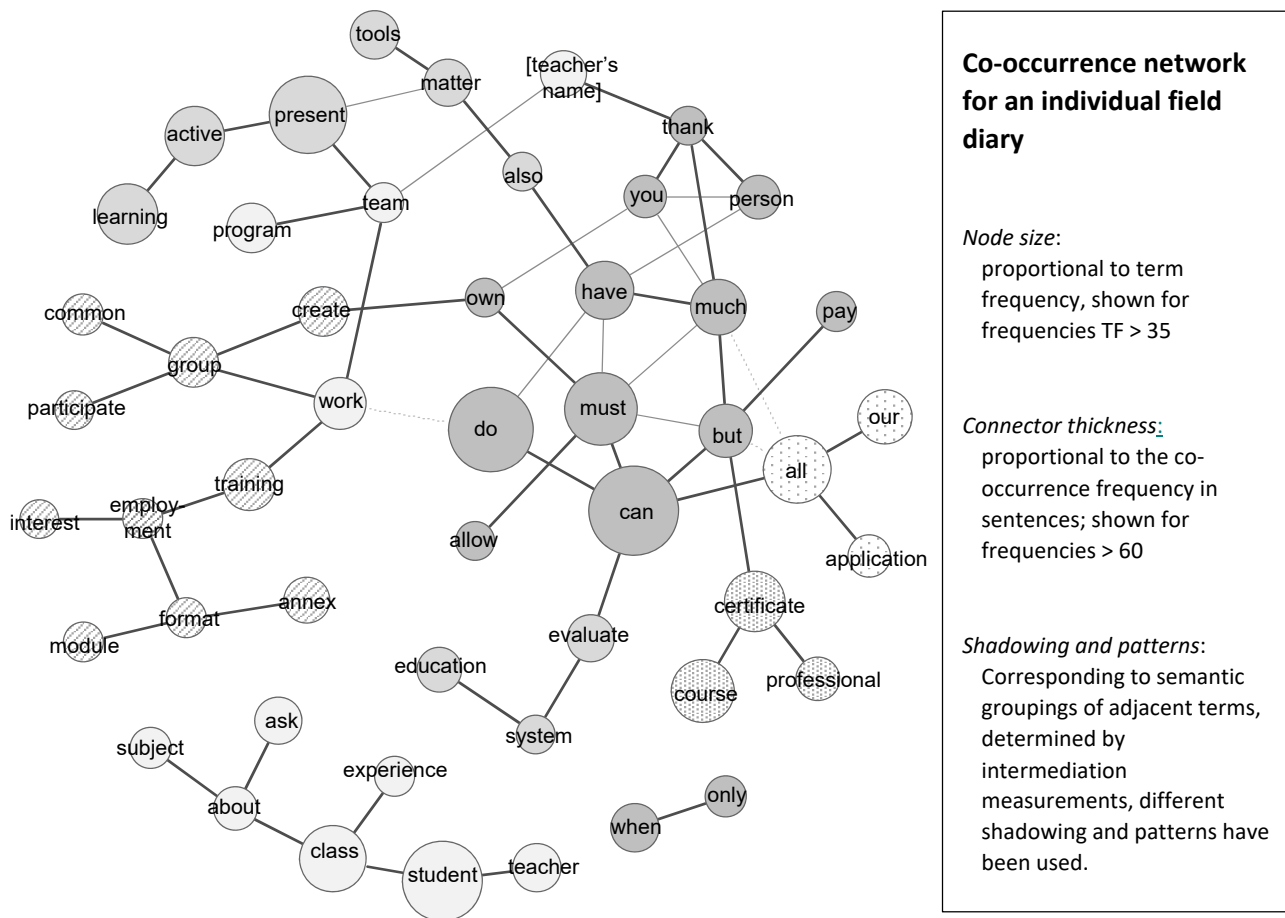 tools
matter
[teacher's
name]
present
active
thank
also
you
person
learning
team
program
own
have
much
pay
common
create
group
participate
work
must
do
but
our
all
training
employ-
ment
interest
can
allow
application
annex
format
module
certificate
evaluate
education
course
professional
system
ask
subject
experience
about
only
when
class
student
teacher
Co-occurrence network
for an individual field
diary
Node size:
proportional to term
frequency, shown for
frequencies TF > 35
Connector thickness:
proportional to the co-
occurrence frequency in
sentences; shown for
frequencies > 60
Shadowing and patterns:
Corresponding to semantic
groupings of adjacent terms,
determined by
intermediation
measurements, different
shadowing and patterns have
been used.